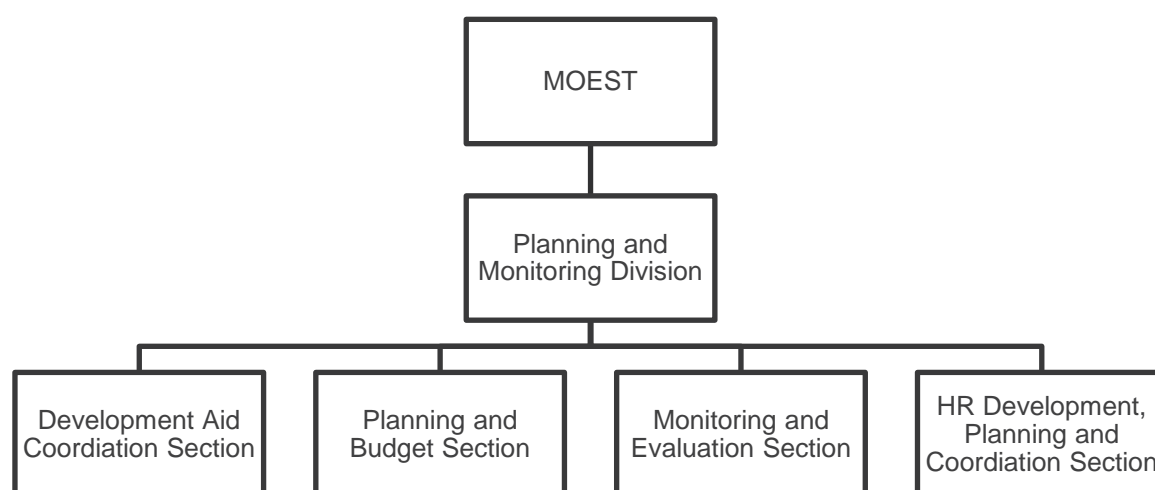 MOEST
Planning and
Monitoring Division
Development Aid
Coordiation Section
Planning and
Budget Section
Monitoring and
Evaluation Section
HR Development,
Planning and
Coordiation Section